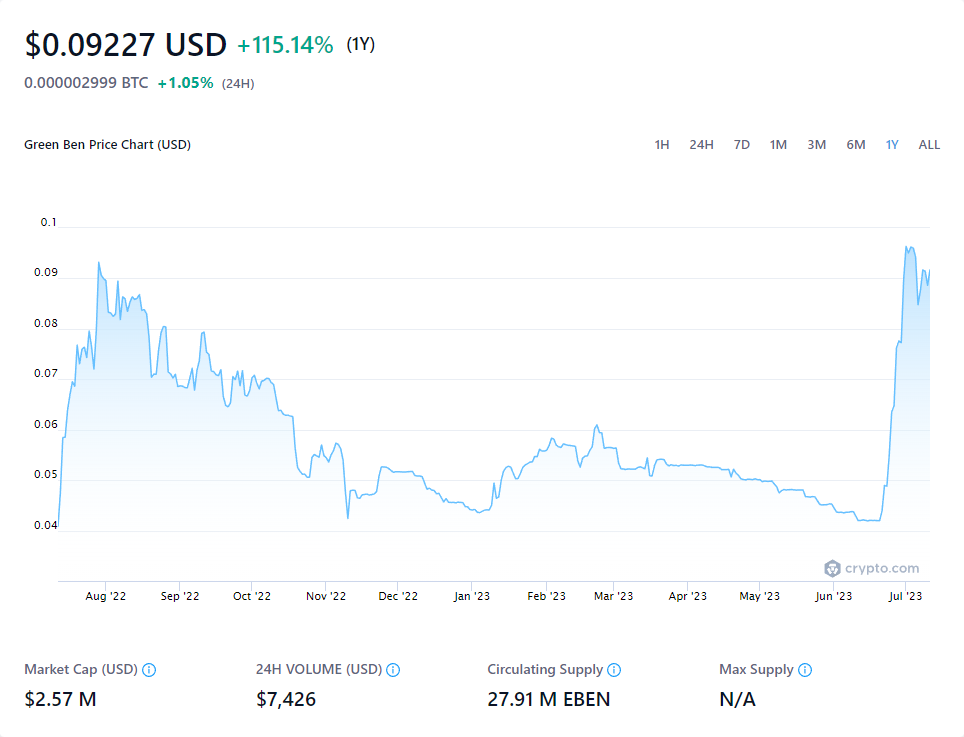 $0.09227 USD +115.14% (1Y)
0.000002999 BTC +1.05% (24H)
Green Ben Price Chart (USD) 1H 24H 7D 1M 3M 6M 1Y ALL
0.1
0.09
0.08
0.07
0.06
0.05
0.04
crypto.com
Aug '22 Sep '22 Oct '22 Nov '22 Dec '22 Jan '23 Feb '23 Mar '23 Apr '23 May '23 Jun '23 Jul '23
Market Cap (USD) 24H VOLUME (USD) Circulating Supply Max Supply
$2.57 M $7,426 27.91 M EBEN N/A